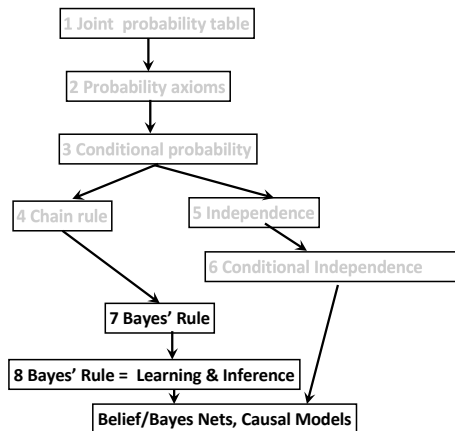 1 Joint probability table
2 Probability axioms
3 Conditional probability
4 Chain rule
5 Independence
6 Conditional Independence
7 Bayes’ Rule
8 Bayes’ Rule = Learning & Inference
Belief/Bayes Nets, Causal Models